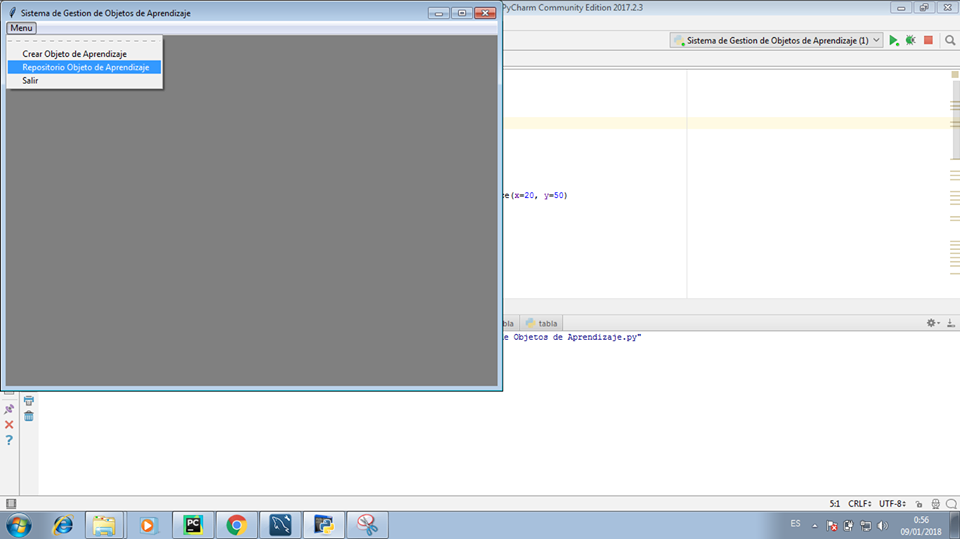 Sistema de Gestion de Objetos de Aprendizaje
PyCharm Community Edition 2017.2.3
Menu
Crear Objeto de Aprendizaje
Repositorio Objeto de Aprendizaje
Salir
Sistema de Gestion de Objetos de Aprendizaje (1)
(x=20, y=50)
tabla
e Objetos de Aprendizaje.py"
?
5:1 CRLF UTF-8
PC
ES
0:56
09/01/2018